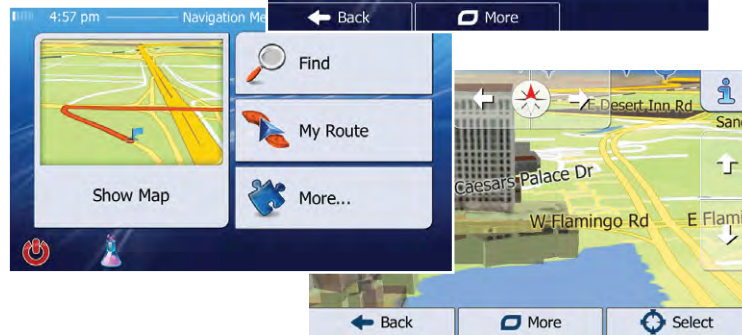 Back
More
4:57 pm
Navigation Me
Find
My Route
More...
Show Map
E Desert Inn Rd
San
Caesars Palace Dr
W Flamingo Rd
E Flami
Back
More
Select